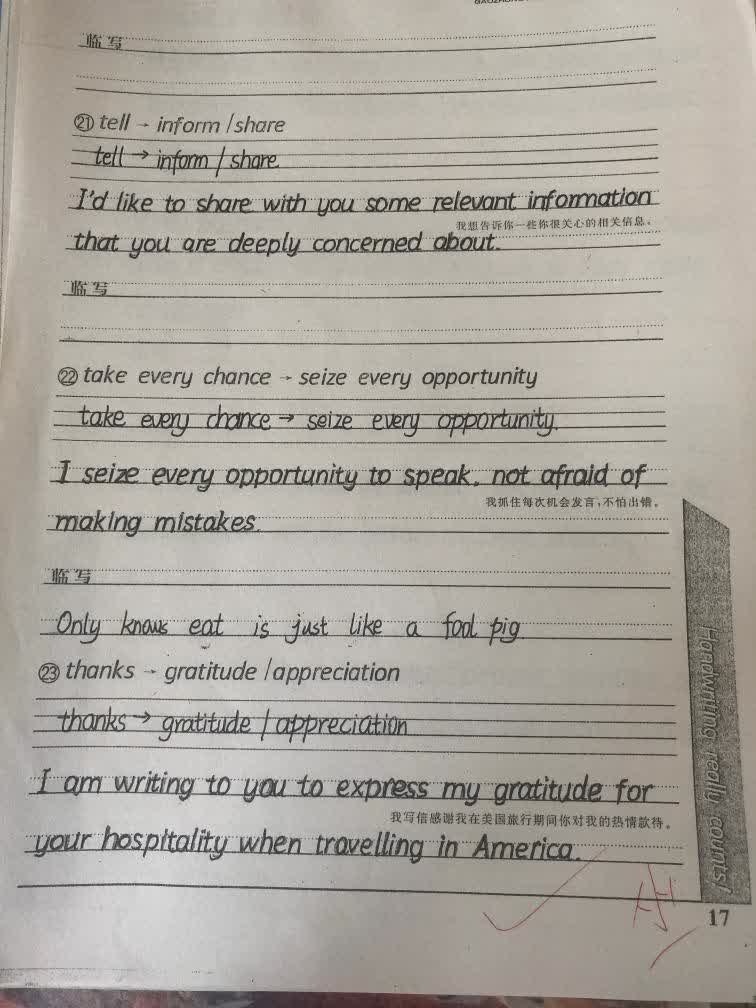 临写
㉑ tell → inform / share
tell → inform / share
I'd like to share with you some relevant information
我想告诉你一些你很关心的相关信息。
that you are deeply concerned about.
临写
㉒ take every chance → seize every opportunity
take every chance → seize every opportunity.
I seize every opportunity to speak, not afraid of
我抓住每次机会发言,不怕出错。
making mistakes.
临写
Only knows eat is just like a fool pig
㉓ thanks → gratitude / appreciation
thanks → gratitude / appreciation
I am writing to you to express my gratitude for
我写信感谢我在美国旅行期间你对我的热情款待。
your hospitality when travelling in America.
Handwriting really counts!
17